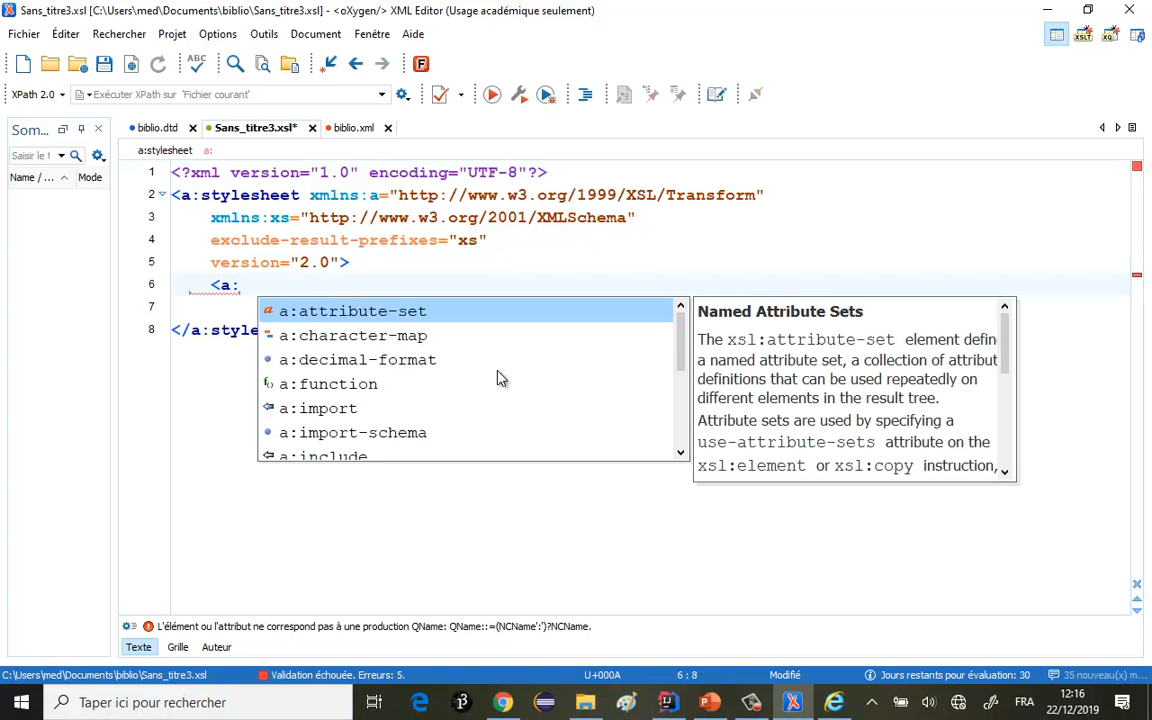 Sans_titre3.xsl [C:\Users\med\Documents\biblio\Sans_titre3.xsl] - <oXygen/> XML Editor (Usage académique seulement)
Fichier Éditer Rechercher Projet Options Outils Document Fenêtre Aide
XPath 2.0 Exécuter XPath sur 'Fichier courant'
Som...
biblio.dtd Sans_titre3.xsl* biblio.xml
Saisir le t
a:stylesheet a:
Name / ... Mode
1 <?xml version="1.0" encoding="UTF-8"?>
2 <a:stylesheet xmlns:a="http://www.w3.org/1999/XSL/Transform"
3 xmlns:xs="http://www.w3.org/2001/XMLSchema"
4 exclude-result-prefixes="xs"
5 version="2.0">
6 <a:
7
8 </a:style
a:attribute-set
a:character-map
a:decimal-format
a:function
a:import
a:import-schema
a:include
Named Attribute Sets
The xsl:attribute-set element defin
a named attribute set, a collection of attribut
definitions that can be used repeatedly on
different elements in the result tree.
Attribute sets are used by specifying a
use-attribute-sets attribute on the
xsl:element or xsl:copy instruction,
L'élément ou l'attribut ne correspond pas à une production QName: QName::=(NCName':')?NCName.
Texte Grille Auteur
C:\Users\med\Documents\biblio\Sans_titre3.xsl Validation échouée. Erreurs: 5. U+000A 6 : 8 Modifié Jours restants pour évaluation: 30 35 nouveau(x) m...
Taper ici pour rechercher
FRA
12:16
22/12/2019